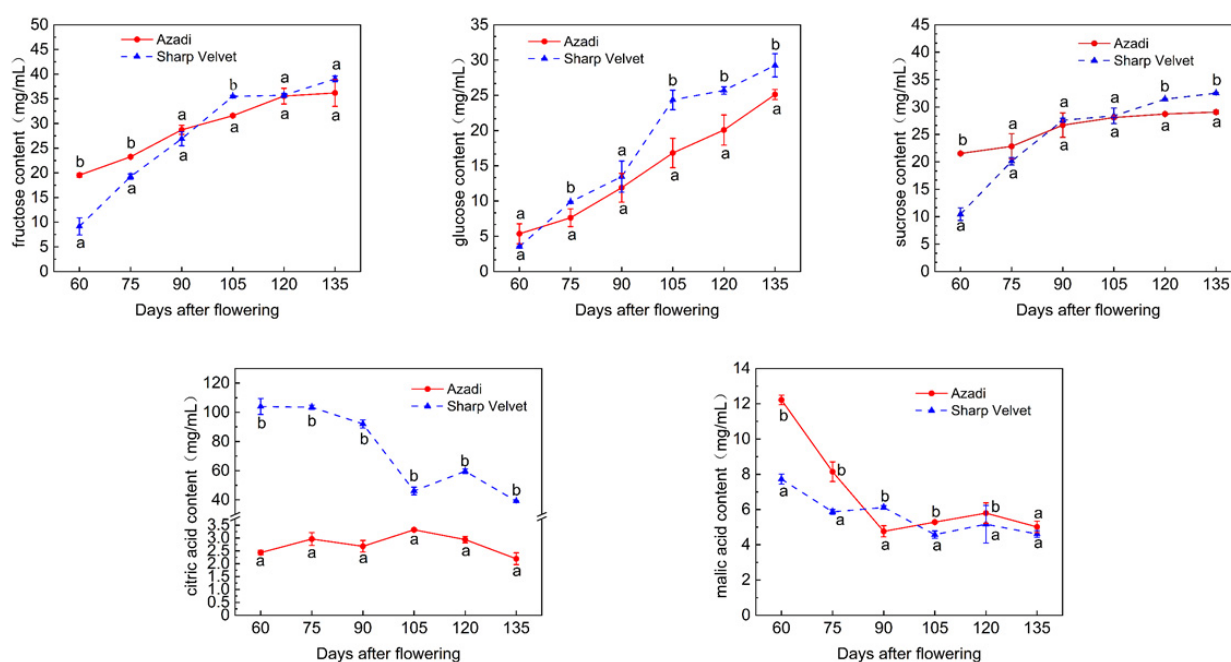 fructose content（mg/mL）
50
45
40
35
30
25
20
15
10
5
0
Azadi
Sharp Velvet
b b a b a a
a a a a a a
60 75 90 105 120 135
Days after flowering
glucose content（mg/mL）
35
30
25
20
15
10
5
0
Azadi
Sharp Velvet
a b a b b b
a a a a a a
60 75 90 105 120 135
Days after flowering
sucrose content（mg/mL）
45
40
35
30
25
20
15
10
5
0
Azadi
Sharp Velvet
b a a a b b
a a a a a a
60 75 90 105 120 135
Days after flowering
citric acid content（mg/mL）
120
100
80
60
40
3.5
3.0
2.5
2.0
1.5
1.0
0.5
0
Azadi
Sharp Velvet
b b b b b b
a a a a a a
60 75 90 105 120 135
Days after flowering
malic acid content（mg/mL）
14
12
10
8
6
4
2
0
Azadi
Sharp Velvet
b b b b b a
a a a a a a
60 75 90 105 120 135
Days after flowering